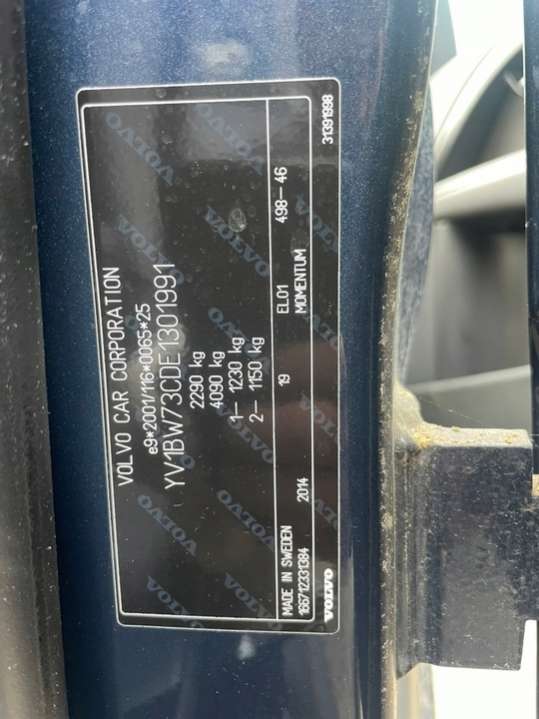 VOLVO CAR CORPORATION
e9*2001/116*0065*25
YV1BW73CDE1301991
2290 kg
4090 kg
1- 1230 kg
2- 1150 kg
19 EL01 498-46
MADE IN SWEDEN 2014 MOMENTUM
166712331384
VOLVO 31391998